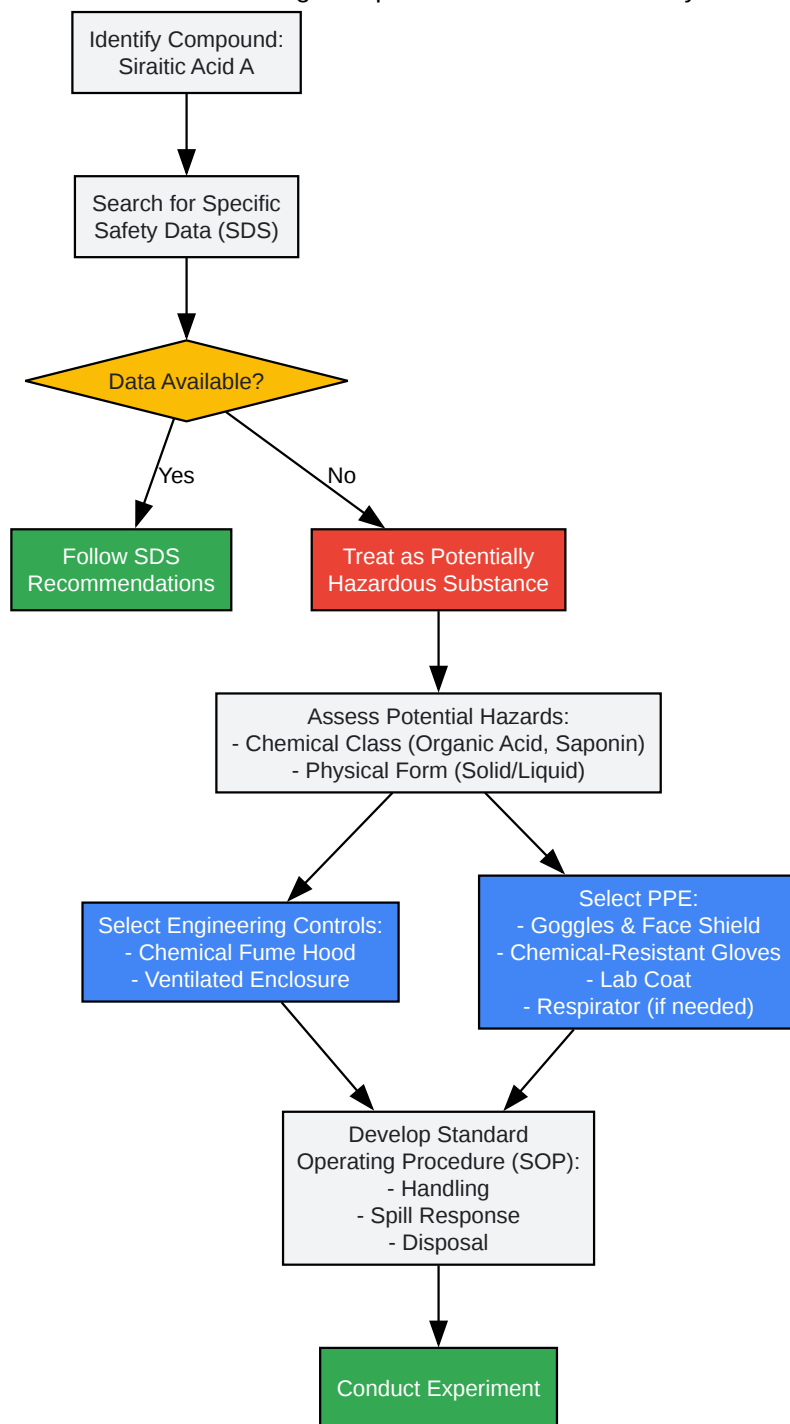 Identify Compound:
Siraitic Acid A
Search for Specific
Safety Data (SDS)
Data Available?
Yes
No
Follow SDS
Recommendations
Treat as Potentially
Hazardous Substance
Assess Potential Hazards:
- Chemical Class (Organic Acid, Saponin)
- Physical Form (Solid/Liquid)
Select Engineering Controls:
- Chemical Fume Hood
- Ventilated Enclosure
Select PPE:
- Goggles & Face Shield
- Chemical-Resistant Gloves
- Lab Coat
- Respirator (if needed)
Develop Standard
Operating Procedure (SOP):
- Handling
- Spill Response
- Disposal
Conduct Experiment